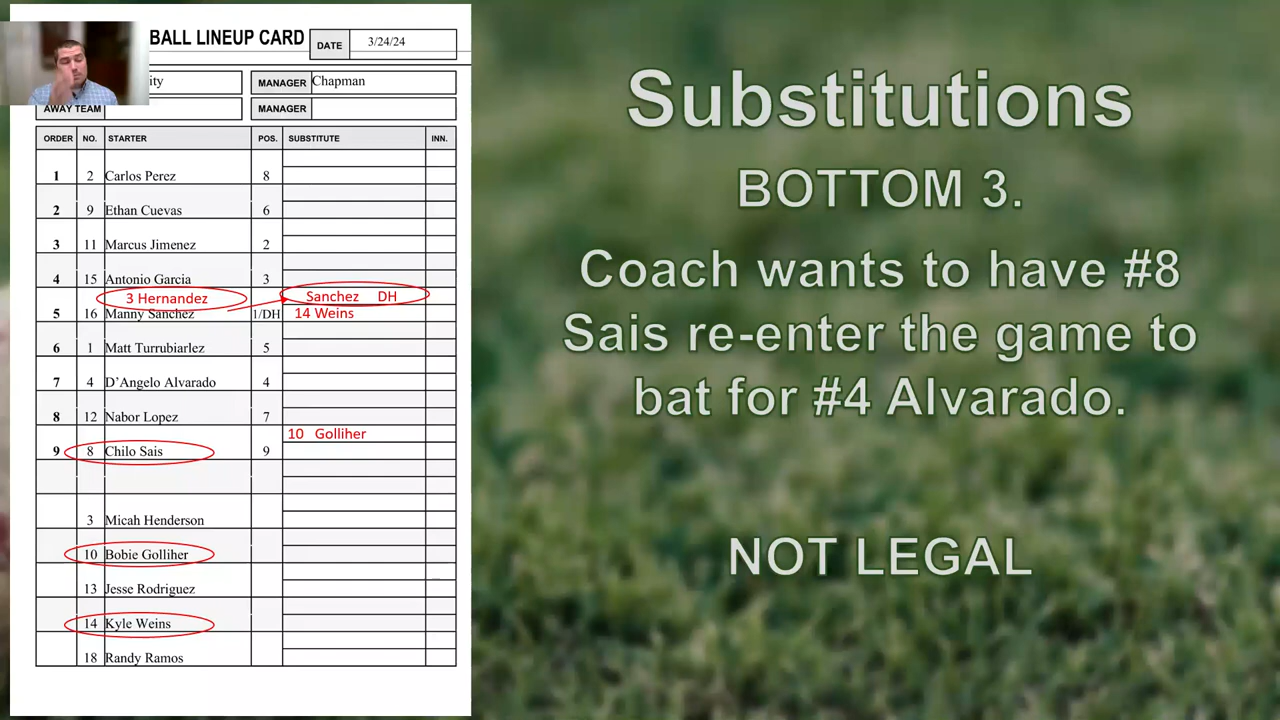 BALL LINEUP CARD
DATE 3/24/24
ity MANAGER Chapman
AWAY TEAM MANAGER
ORDER NO. STARTER POS. SUBSTITUTE INN.
1 2 Carlos Perez 8
2 9 Ethan Cuevas 6
3 11 Marcus Jimenez 2
4 15 Antonio Garcia 3
3 Hernandez Sanchez DH
5 16 Manny Sanchez 1/DH 14 Weins
6 1 Matt Turrubiarlez 5
7 4 D'Angelo Alvarado 4
8 12 Nabor Lopez 7
10 Golliher
9 8 Chilo Sais 9
3 Micah Henderson
10 Bobie Golliher
13 Jesse Rodriguez
14 Kyle Weins
18 Randy Ramos
Substitutions
BOTTOM 3.
Coach wants to have #8
Sais re-enter the game to
bat for #4 Alvarado.
NOT LEGAL